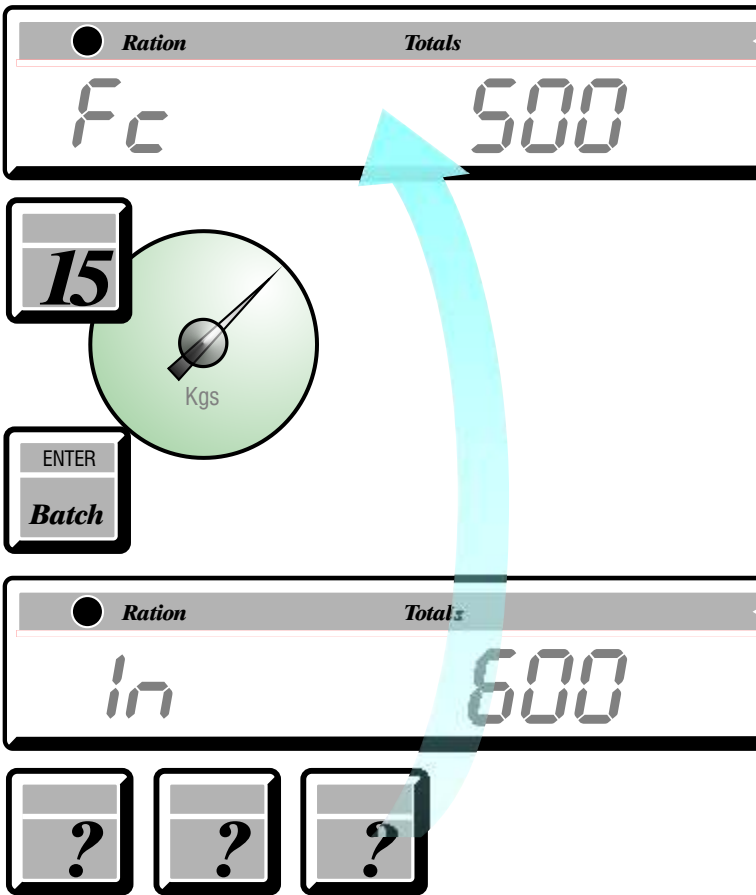 Ration Totals
Fc 500
15
Kgs
ENTER
Batch
Ration Totals
In 600
? ? ?